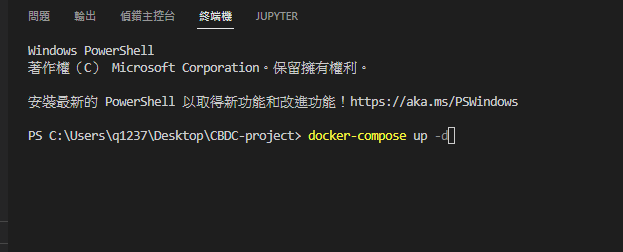 問題 輸出 偵錯主控台 終端機 JUPYTER
Windows PowerShell
著作權（C） Microsoft Corporation。保留擁有權利。
安裝最新的 PowerShell 以取得新功能和改進功能！https://aka.ms/PSWindows
PS C:\Users\q1237\Desktop\CBDC-project> docker-compose up -d